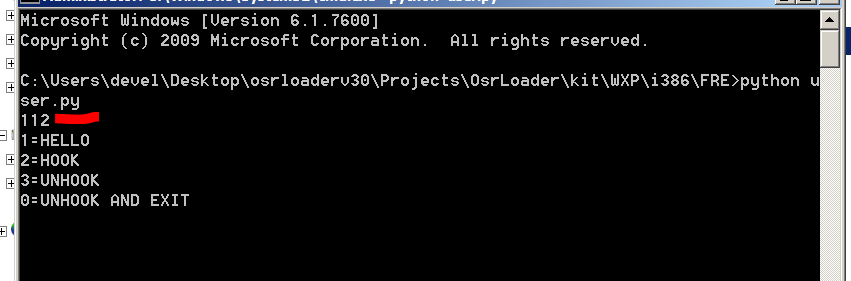 Microsoft Windows [Version 6.1.7600]
Copyright (c) 2009 Microsoft Corporation.  All rights reserved.
C:\Users\devel\Desktop\osrloaderv30\Projects\OsrLoader\kit\WXP\i386\FRE>python u
ser.py
112
1=HELLO
2=HOOK
3=UNHOOK
0=UNHOOK AND EXIT